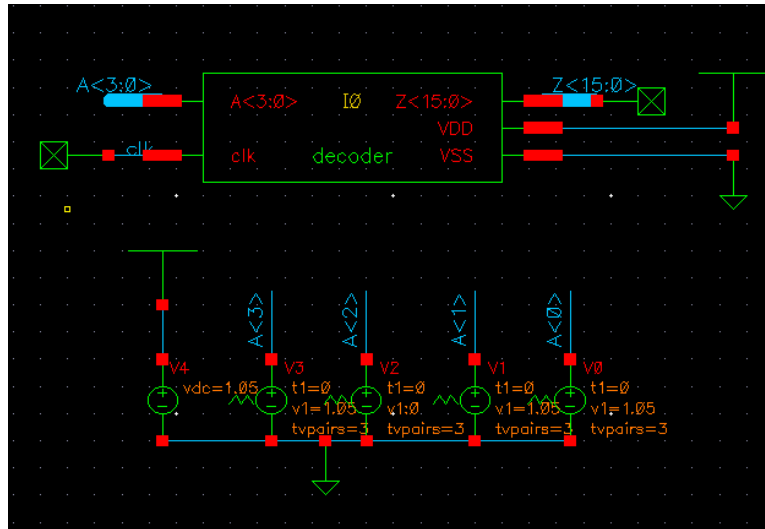 A<3:0>
Z<15:0>
A<3:0>
I0
Z<15:0>
VDD
clk
clk
decoder
VSS
A<3>
A<2>
A<1>
A<0>
V4
V3
V2
V1
V0
vdc=1.05
t1=0
t1=0
t1=0
t1=0
v1=1.05
v1:0
v1=1.05
v1=1.05
tvpairs=3
tvpairs=3
tvpairs=3
tvpairs=3